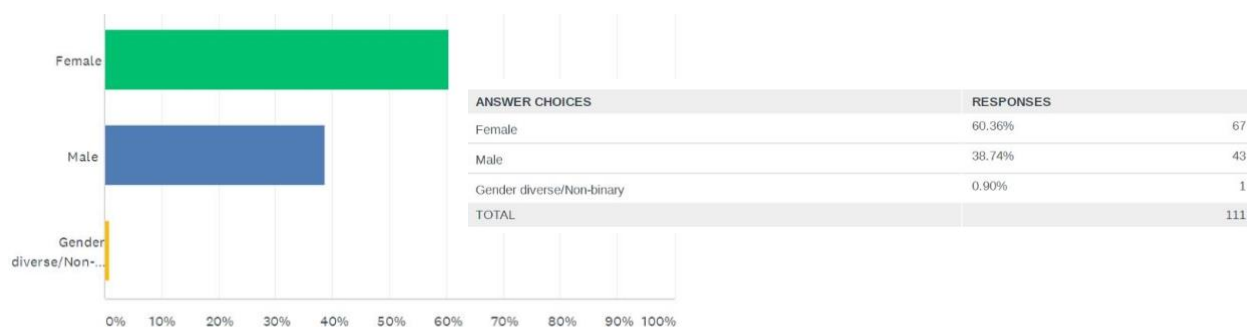 Female
Male
Gender
diverse/Non-...
0% 10% 20% 30% 40% 50% 60% 70% 80% 90% 100%
ANSWER CHOICES RESPONSES
Female 60.36% 67
Male 38.74% 43
Gender diverse/Non-binary 0.90% 1
TOTAL 111